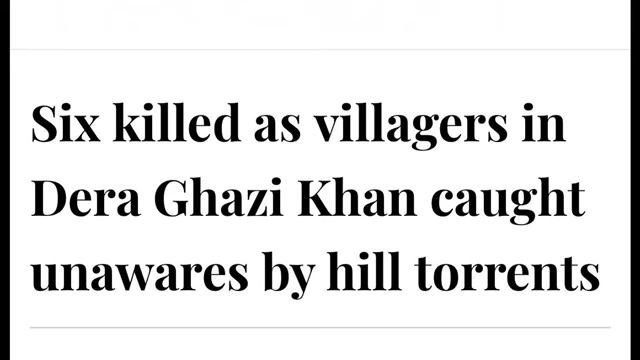 Six killed as villagers in
Dera Ghazi Khan caught
unawares by hill torrents